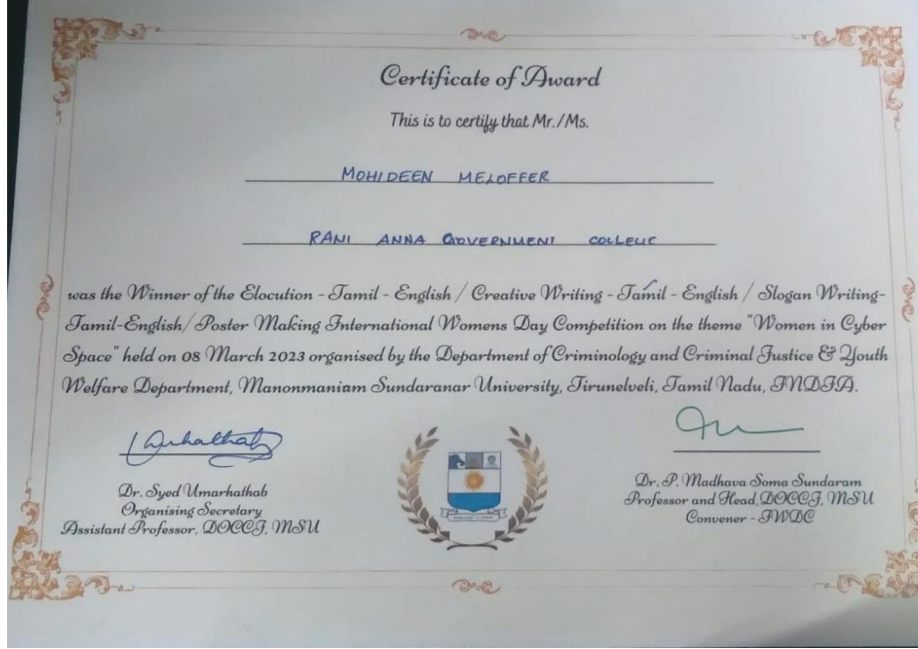 Certificate of Award
This is to certify that Mr./Ms.
MOHIDEEN MELOFFER
RANI ANNA GOVERNMENT COLLEGE
was the Winner of the Elocution - Tamil - English / Creative Writing - Tamil - English / Slogan Writing-
Tamil-English/Poster Making International Womens Day Competition on the theme "Women in Cyber
Space" held on 08 March 2023 organised by the Department of Criminology and Criminal Justice & Youth
Welfare Department, Manonmaniam Sundaranar University, Tirunelveli, Tamil Nadu, INDIA.
Dr. Syed Umarhathab
Organising Secretary
Assistant Professor, DOCCJ, MSU
Dr. P. Madhava Soma Sundaram
Professor and Head, DOCCJ, MSU
Convener - IWDC